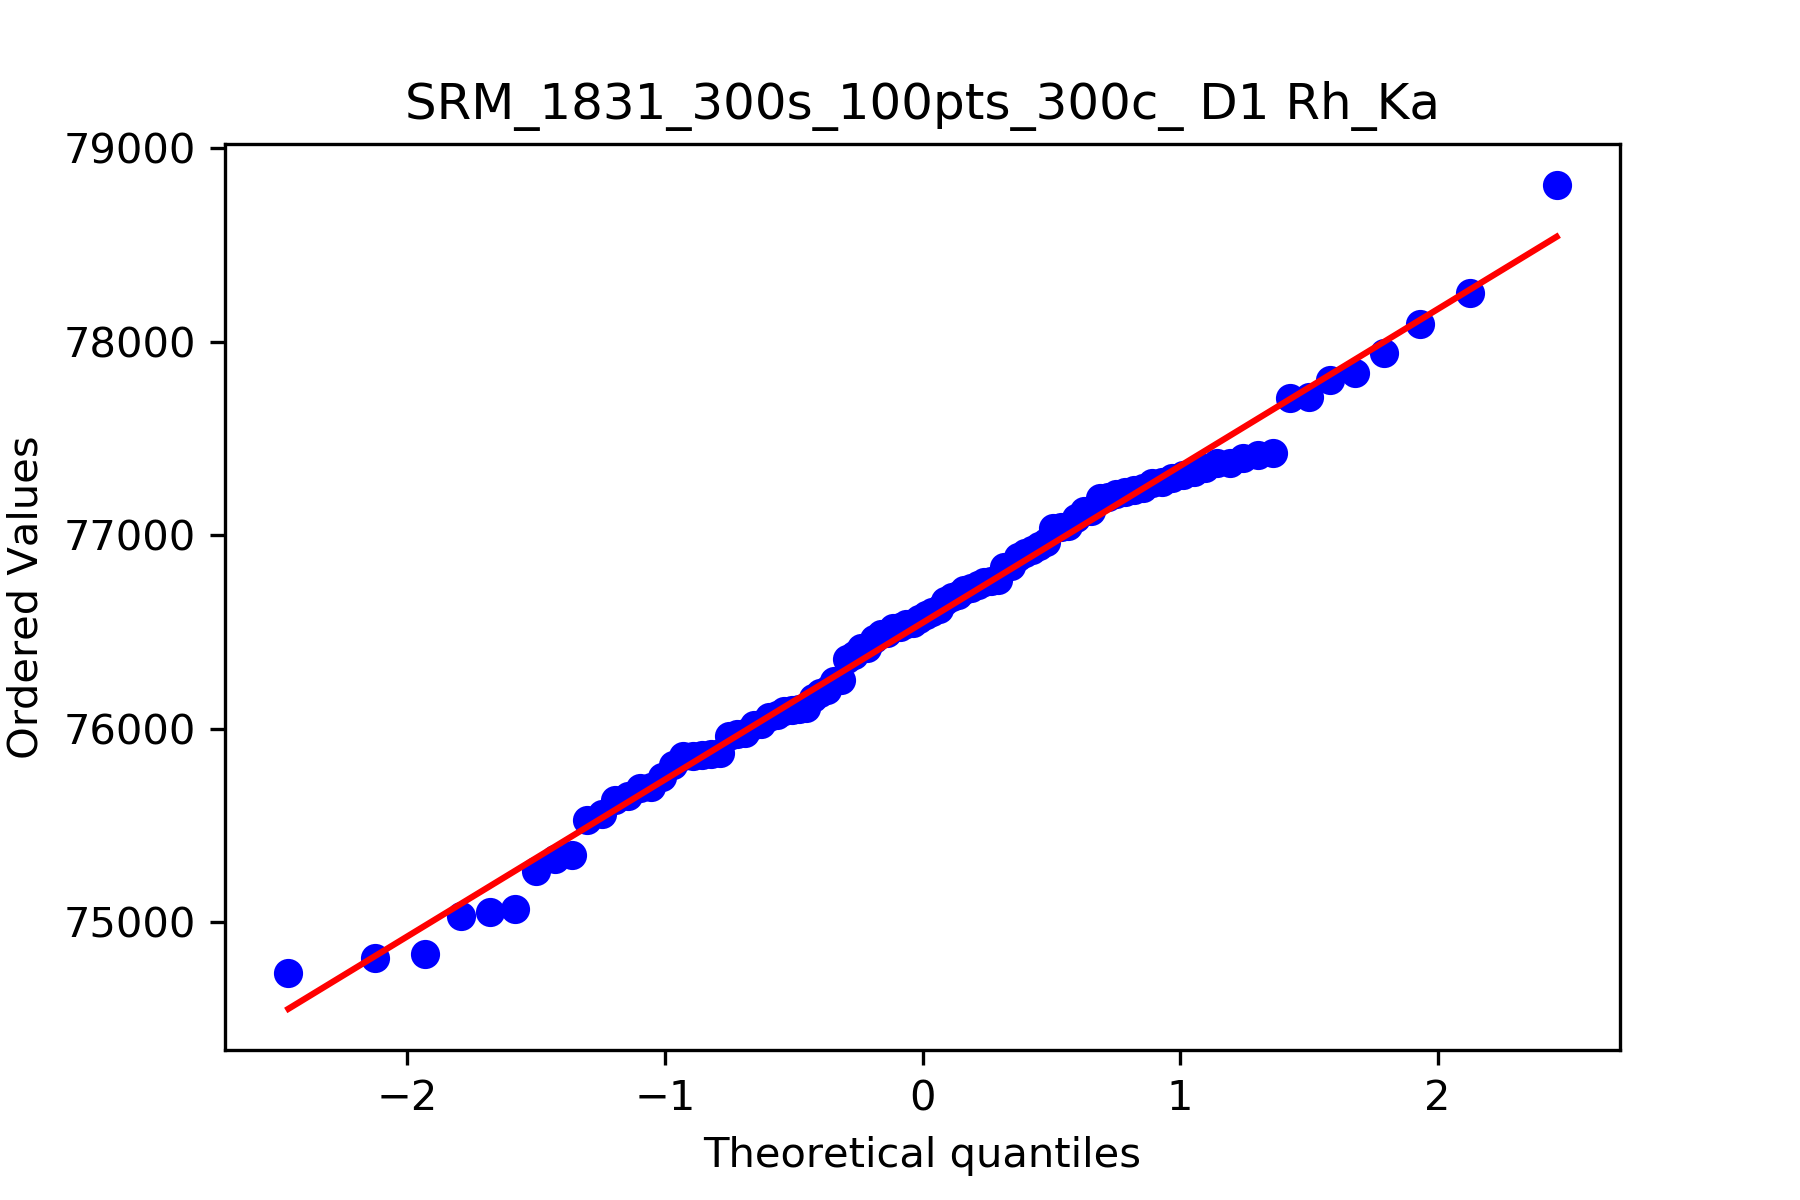 SRM_1831_300s_100pts_300c_ D1 Rh_Ka
79000
78000
77000
76000
75000
Ordered Values
−2 −1 0 1 2
Theoretical quantiles